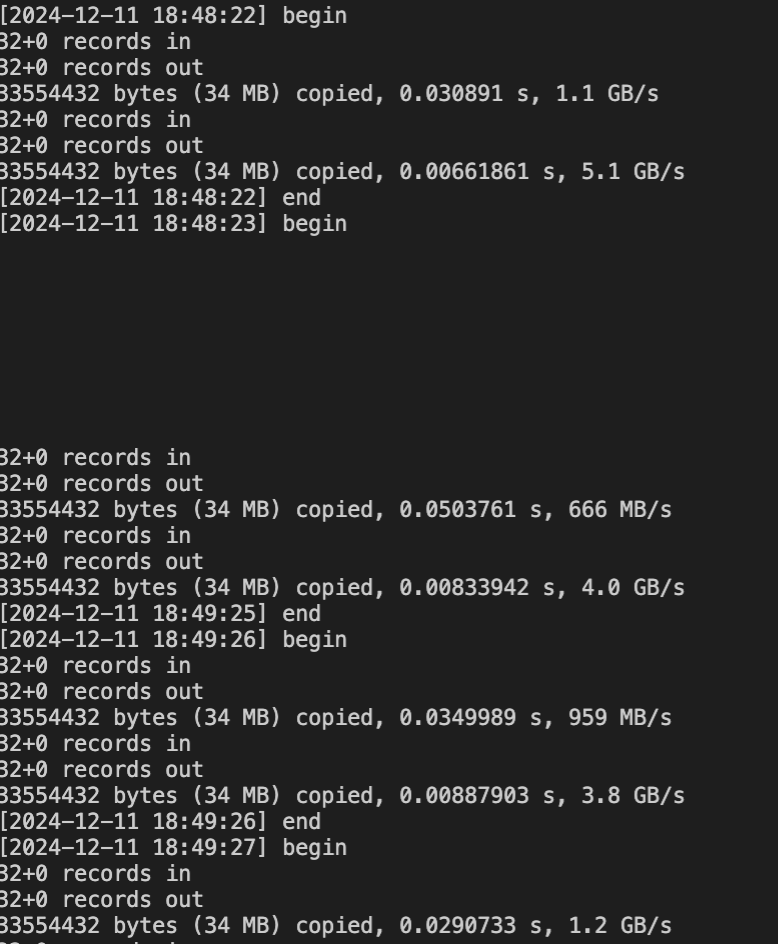 [2024-12-11 18:48:22] begin
32+0 records in
32+0 records out
33554432 bytes (34 MB) copied, 0.030891 s, 1.1 GB/s
32+0 records in
32+0 records out
33554432 bytes (34 MB) copied, 0.00661861 s, 5.1 GB/s
[2024-12-11 18:48:22] end
[2024-12-11 18:48:23] begin
32+0 records in
32+0 records out
33554432 bytes (34 MB) copied, 0.0503761 s, 666 MB/s
32+0 records in
32+0 records out
33554432 bytes (34 MB) copied, 0.00833942 s, 4.0 GB/s
[2024-12-11 18:49:25] end
[2024-12-11 18:49:26] begin
32+0 records in
32+0 records out
33554432 bytes (34 MB) copied, 0.0349989 s, 959 MB/s
32+0 records in
32+0 records out
33554432 bytes (34 MB) copied, 0.00887903 s, 3.8 GB/s
[2024-12-11 18:49:26] end
[2024-12-11 18:49:27] begin
32+0 records in
32+0 records out
33554432 bytes (34 MB) copied, 0.0290733 s, 1.2 GB/s